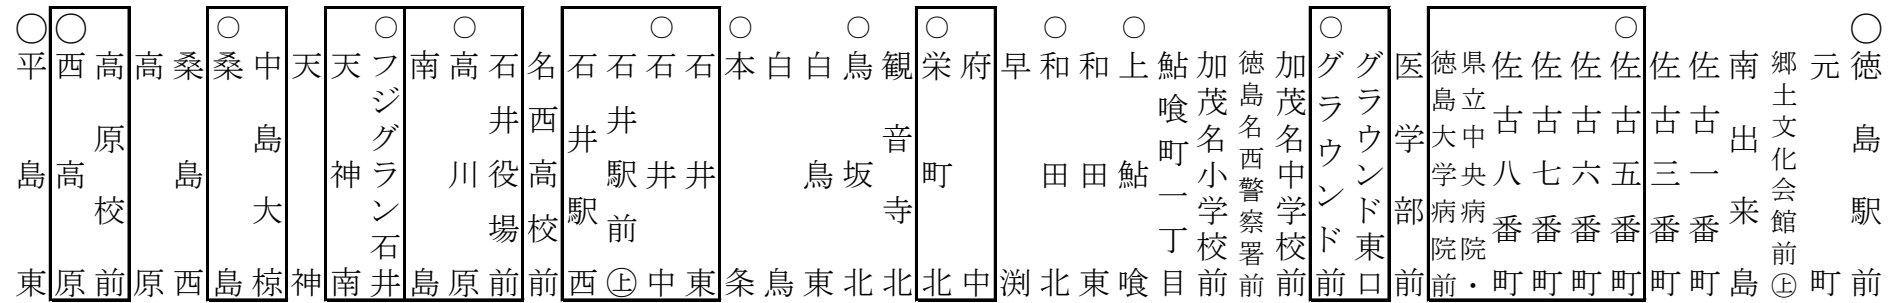 ○徳島駅前
元町
郷土文化会館前㊤
南出来島
佐古一番町
佐古三番町
○佐古五番町
佐古六番町
佐古七番町
佐古八番町
県立中央病院・
徳島大学病院前
医学部前
グラウンド東口
○グラウンド前
加茂名中学校前
徳島名西警察署前
加茂名小学校前
鮎喰町一丁目
○上鮎喰
和田東
○和田北
早渕
府中
○栄町北
観音寺北
○鳥坂北
白鳥東
白鳥
○本条
石井東
○石井中
石井駅前㊤
石井駅西
名西高校前
石井役場前
○高川原
南島
○フジグラン石井
天神南
天神
中島大椋
○桑島
桑島西
高原
高原校前
○西高原
○平島東